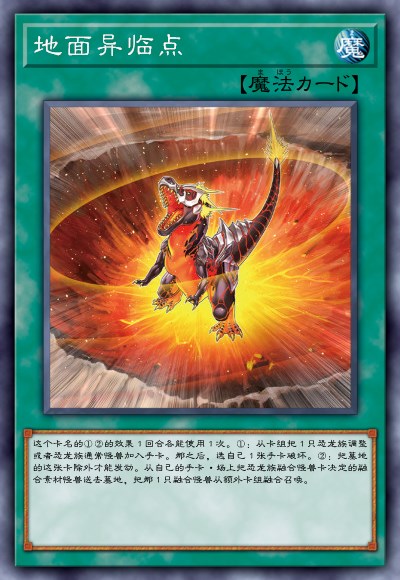 地面异临点
魔
【魔法カード】
ま ほう
这个卡名的①②的效果1回合各能使用1次。①:从卡组把1只恐龙族调整
或者恐龙族通常怪兽加入手卡。那之后,选自己1张手卡破坏。②:把墓地
的这张卡除外才能发动。从自己的手卡·场上把恐龙族融合怪兽卡决定的融
合素材怪兽送去墓地,把那1只融合怪兽从额外卡组融合召唤。